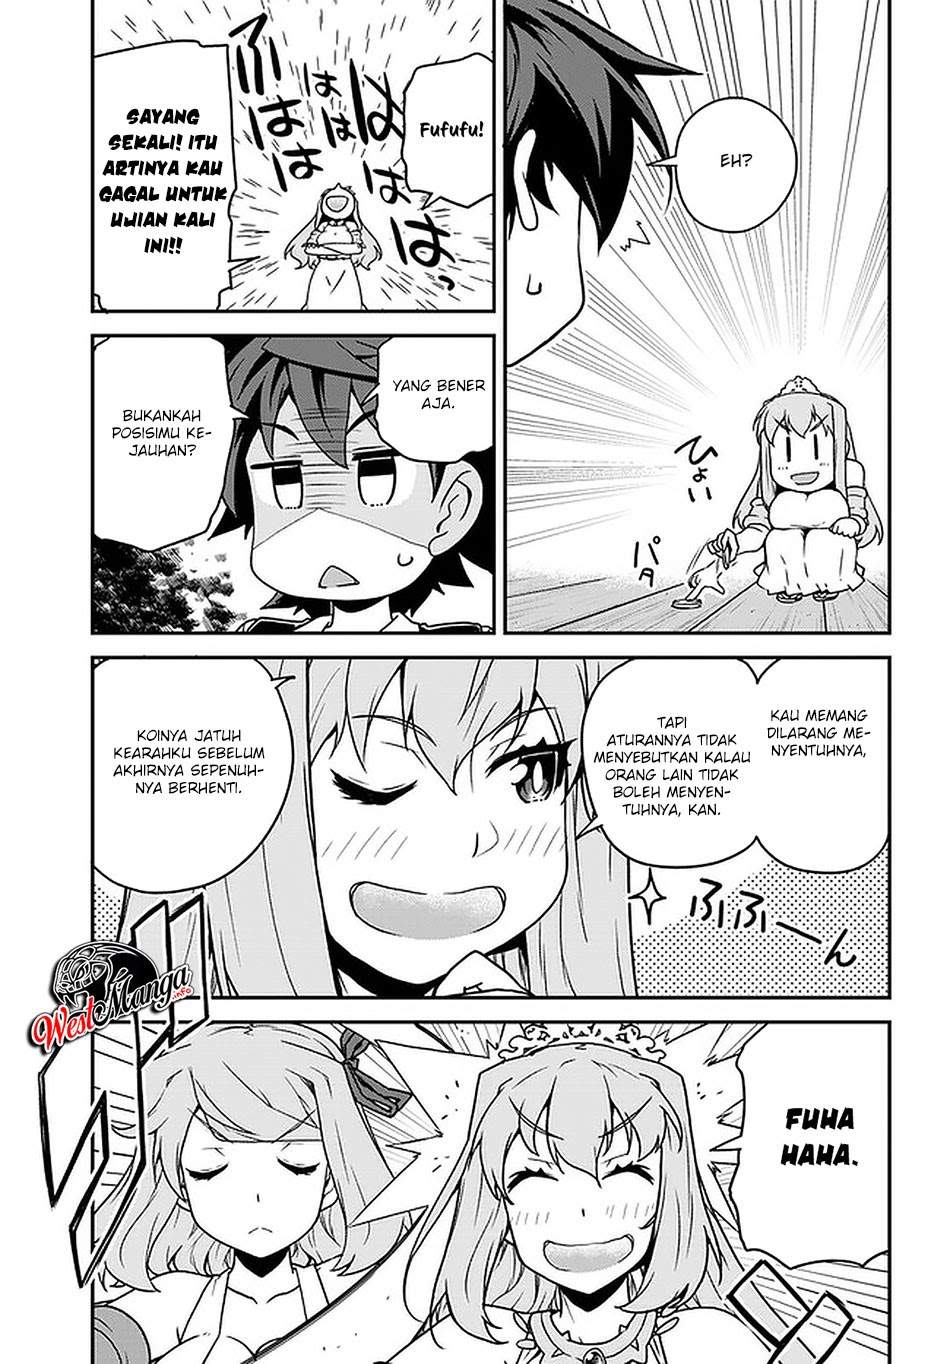 EH?
ひょい
パタ
Fufufu!
ふはははははははっ
SAYANG
SEKALI! ITU
ARTINYA KAU
GAGAL UNTUK
UJIAN KALI
INI!!
YANG BENER
AJA.
BUKANKAH
POSISIMU KE-
JAUHAN?
KAU MEMANG
DILARANG ME-
NYENTUHNYA,
TAPI
ATURANNYA TIDAK
MENYEBUTKAN KALAU
ORANG LAIN TIDAK
BOLEH MENYEN-
TUHNYA, KAN.
ふふーん
KOINYA JATUH
KEARAHKU SEBELUM
AKHIRNYA SEPENUH-
NYA BERHENTI.
WestManga
.info
FUHA
HAHA.